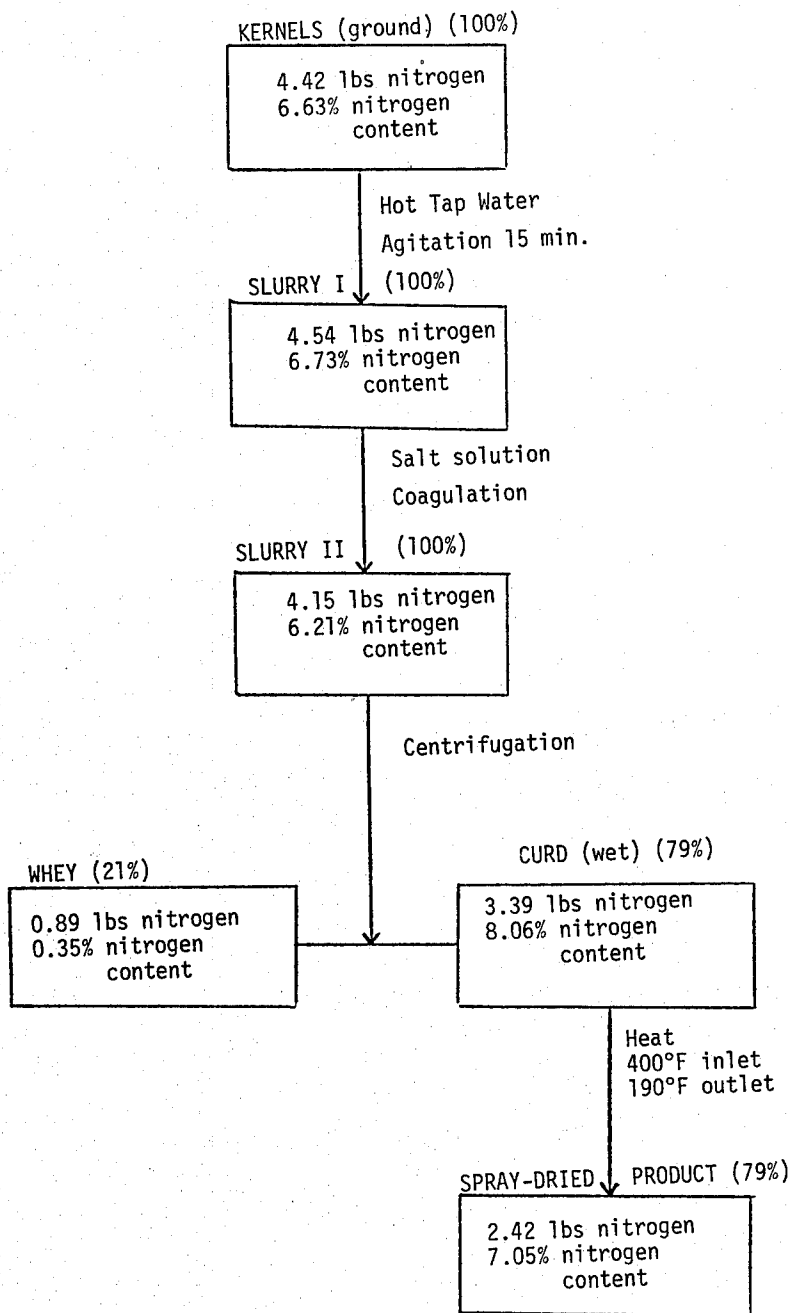 KERNELS (ground) (100%)
4.42 lbs nitrogen
6.63% nitrogen
content
Hot Tap Water
Agitation 15 min.
SLURRY I (100%)
4.54 lbs nitrogen
6.73% nitrogen
content
Salt solution
Coagulation
SLURRY II (100%)
4.15 lbs nitrogen
6.21% nitrogen
content
Centrifugation
WHEY (21%)
0.89 lbs nitrogen
0.35% nitrogen
content
CURD (wet) (79%)
3.39 lbs nitrogen
8.06% nitrogen
content
Heat
400°F inlet
190°F outlet
SPRAY-DRIED PRODUCT (79%)
2.42 lbs nitrogen
7.05% nitrogen
content